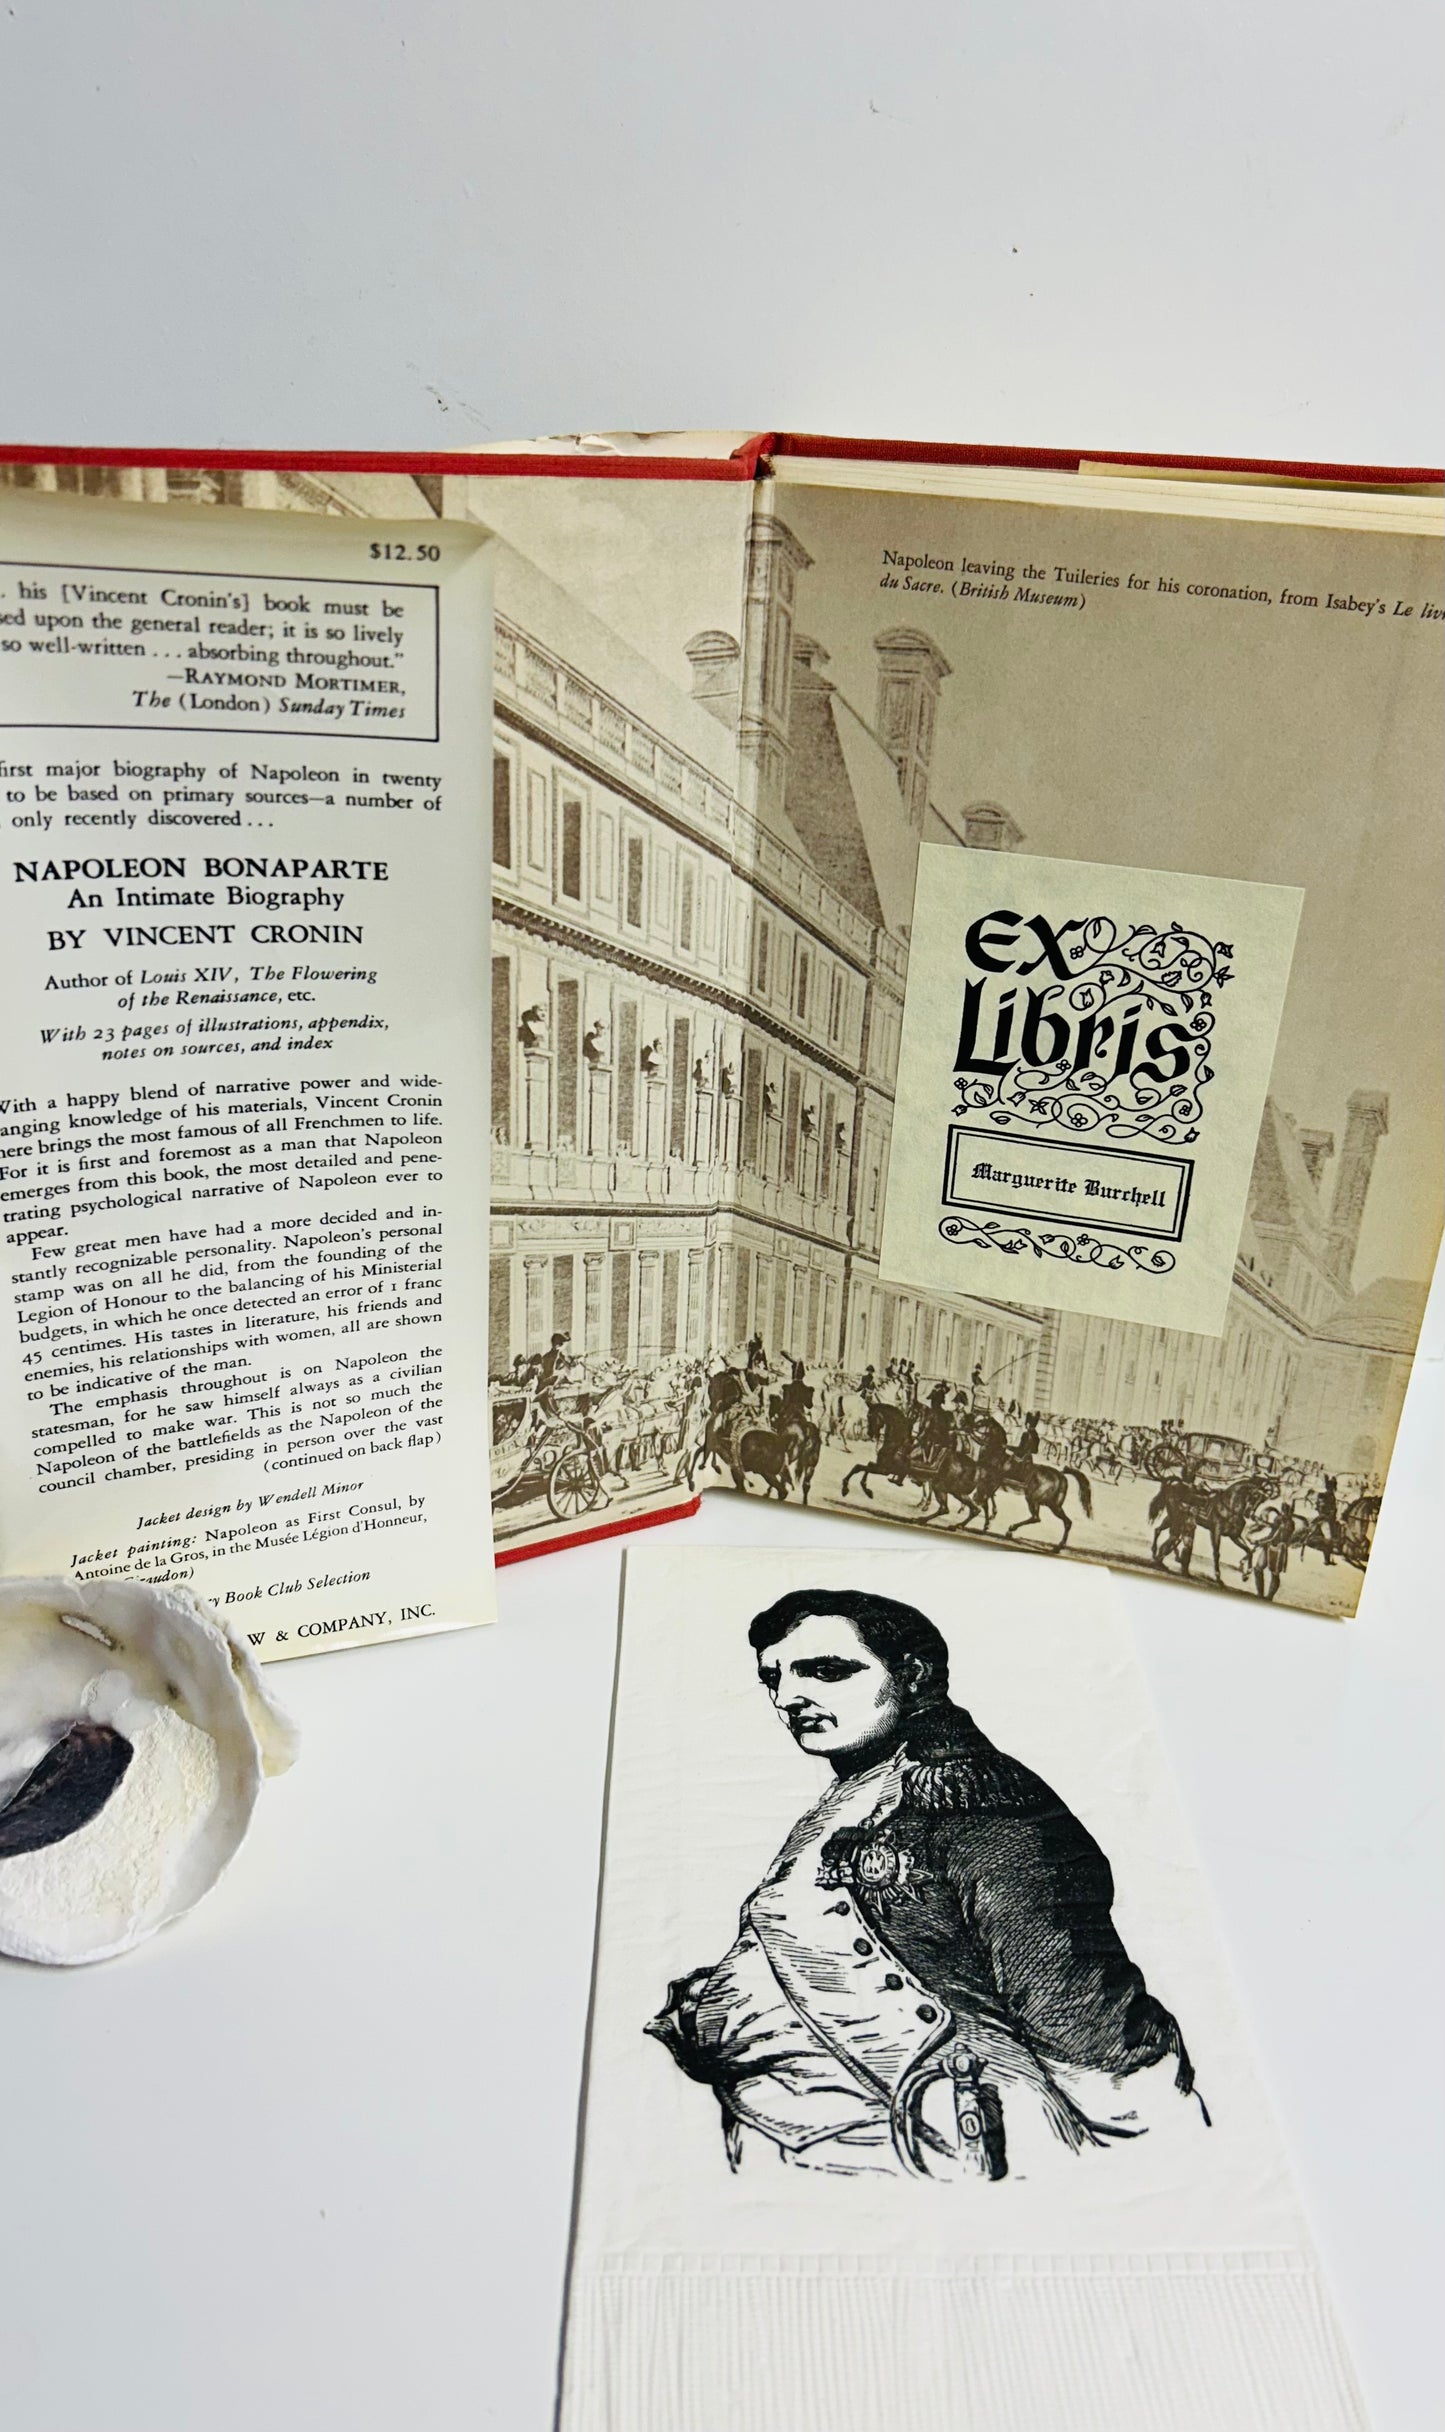 $12.50
. his [Vincent Cronin's] book must be
upon the general reader; it is so lively
so well-written . . . absorbing throughout."
—RAYMOND MORTIMER,
The (London) Sunday Times
first major biography of Napoleon in twenty
to be based on primary sources—a number of
only recently discovered . . .
NAPOLEON BONAPARTE
An Intimate Biography
BY VINCENT CRONIN
Author of Louis XIV, The Flowering
of the Renaissance, etc.
With 23 pages of illustrations, appendix,
notes on sources, and index
With a happy blend of narrative power and wide-
anging knowledge of his materials, Vincent Cronin
here brings the most famous of all Frenchmen to life.
For it is first and foremost as a man that Napoleon
emerges from this book, the most detailed and pene-
trating psychological narrative of Napoleon ever to
appear.
Few great men have had a more decided and in-
stantly recognizable personality. Napoleon's personal
stamp was on all he did, from the founding of the
Legion of Honour to the balancing of his Ministerial
budgets, in which he once detected an error of 1 franc
45 centimes. His tastes in literature, his friends and
enemies, his relationships with women, all are shown
to be indicative of the man.
The emphasis throughout is on Napoleon the
statesman, for he saw himself always as a civilian
compelled to make war. This is not so much the
Napoleon of the battlefields as the Napoleon of the
council chamber, presiding in person over the vast
(continued on back flap)
Jacket design by Wendell Minor
Jacket painting: Napoleon as First Consul, by
Antoine de la Gros, in the Musée Légion d'Honneur,
Book Club Selection
W & COMPANY, INC.
Napoleon leaving the Tuileries for his coronation, from Isabey's Le
du Sacre. (British Museum)
Ex
Libris
Marguerite Burchell